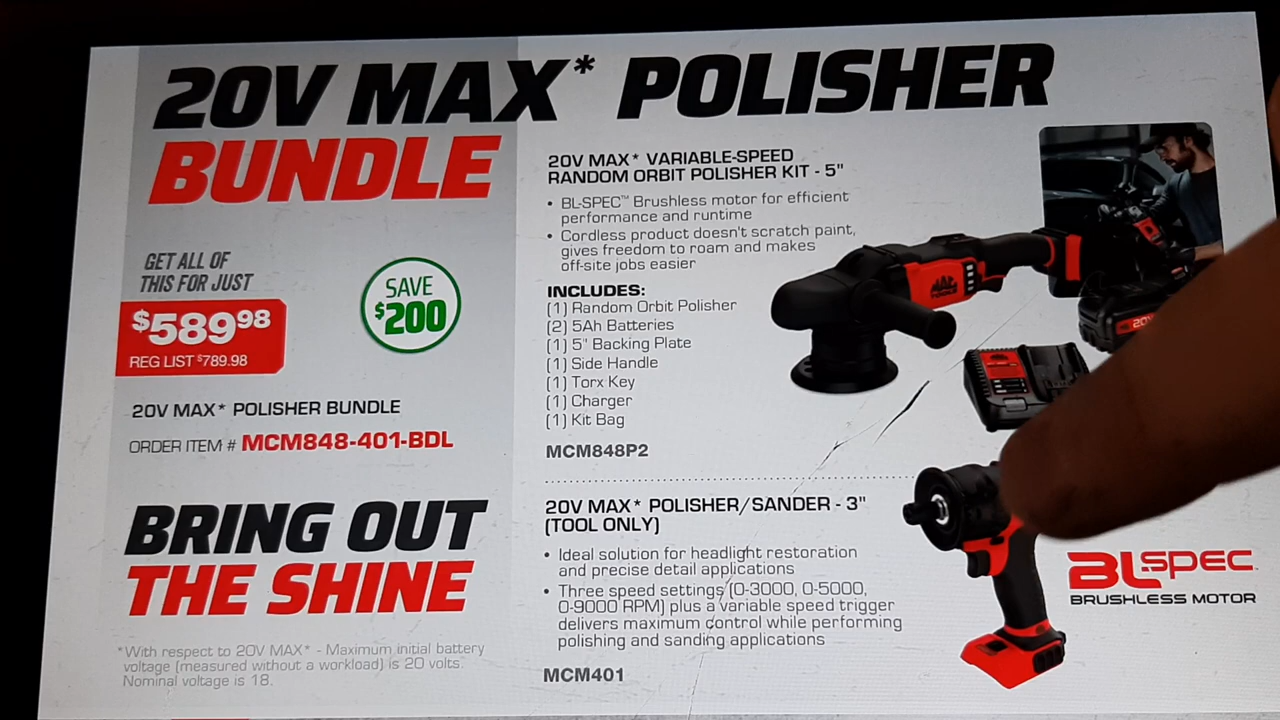 20V MAX* POLISHER
BUNDLE
GET ALL OF
THIS FOR JUST
$589.98
REG LIST $789.98
SAVE
$200
20V MAX* POLISHER BUNDLE
ORDER ITEM # MCM848-401-BDL
BRING OUT
THE SHINE
*With respect to 20V MAX* - Maximum initial battery
voltage (measured without a workload) is 20 volts.
Nominal voltage is 18.
20V MAX* VARIABLE-SPEED
RANDOM ORBIT POLISHER KIT - 5"
• BL-SPEC™ Brushless motor for efficient
performance and runtime
• Cordless product doesn't scratch paint,
gives freedom to roam and makes
off-site jobs easier
INCLUDES:
(1) Random Orbit Polisher
(2) 5Ah Batteries
(1) 5" Backing Plate
(1) Side Handle
(1) Torx Key
(1) Charger
(1) Kit Bag
MCM848P2
MAC
TOOLS
20V
20V MAX* POLISHER/SANDER - 3"
(TOOL ONLY)
• Ideal solution for headlight restoration
and precise detail applications
• Three speed settings (0-3000, 0-5000,
0-9000 RPM) plus a variable speed trigger
delivers maximum control while performing
polishing and sanding applications
MCM401
BLSPEC™
BRUSHLESS MOTOR